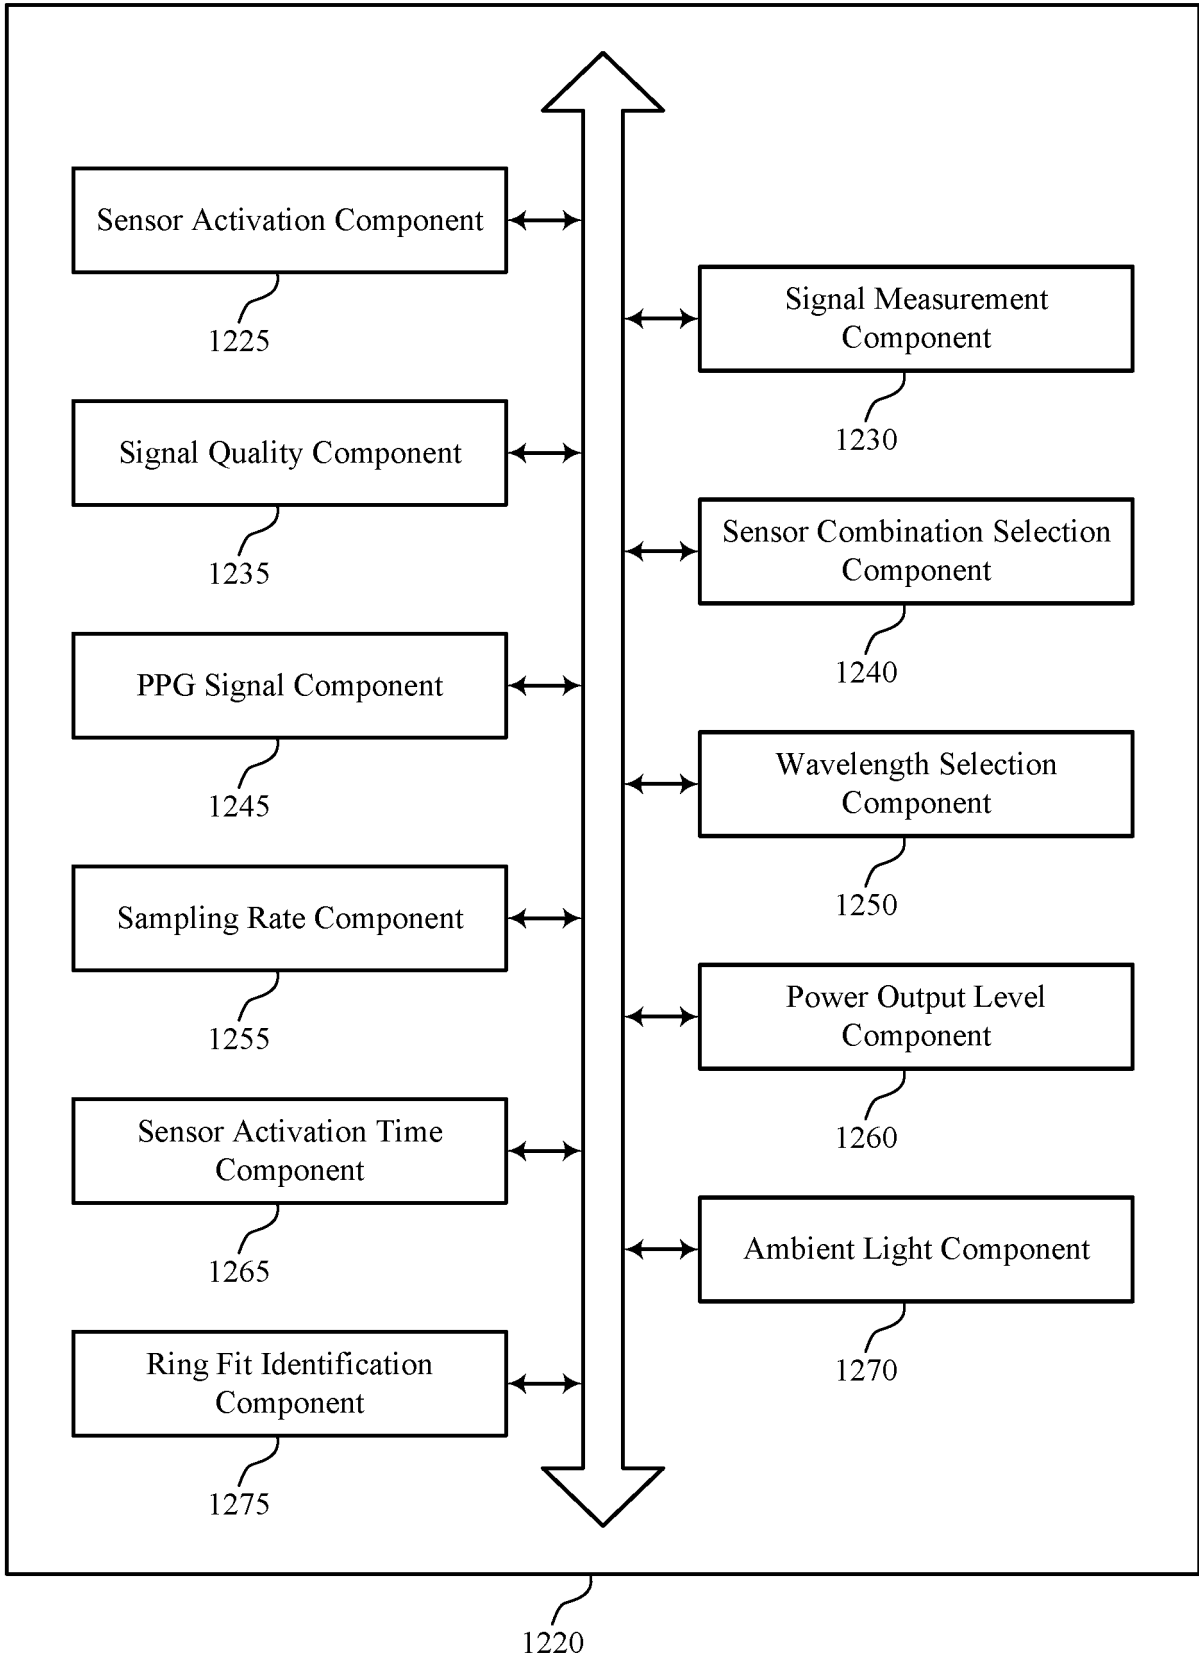 Sensor Activation Component
1225
Signal Measurement
Component
1230
Signal Quality Component
1235
Sensor Combination Selection
Component
1240
PPG Signal Component
1245
Wavelength Selection
Component
1250
Sampling Rate Component
1255
Power Output Level
Component
1260
Sensor Activation Time
Component
1265
Ambient Light Component
1270
Ring Fit Identification
Component
1275
1220